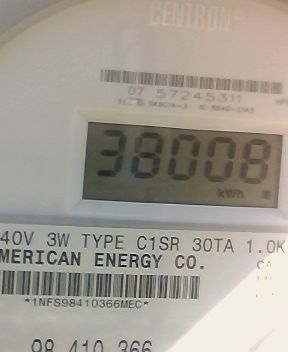 CENTRON®
07 57245311
38008
kWh
40V 3W TYPE C1SR 30TA 1.0K
MERICAN ENERGY CO.
CA
*1NFS98410366MEC*
98 410 366